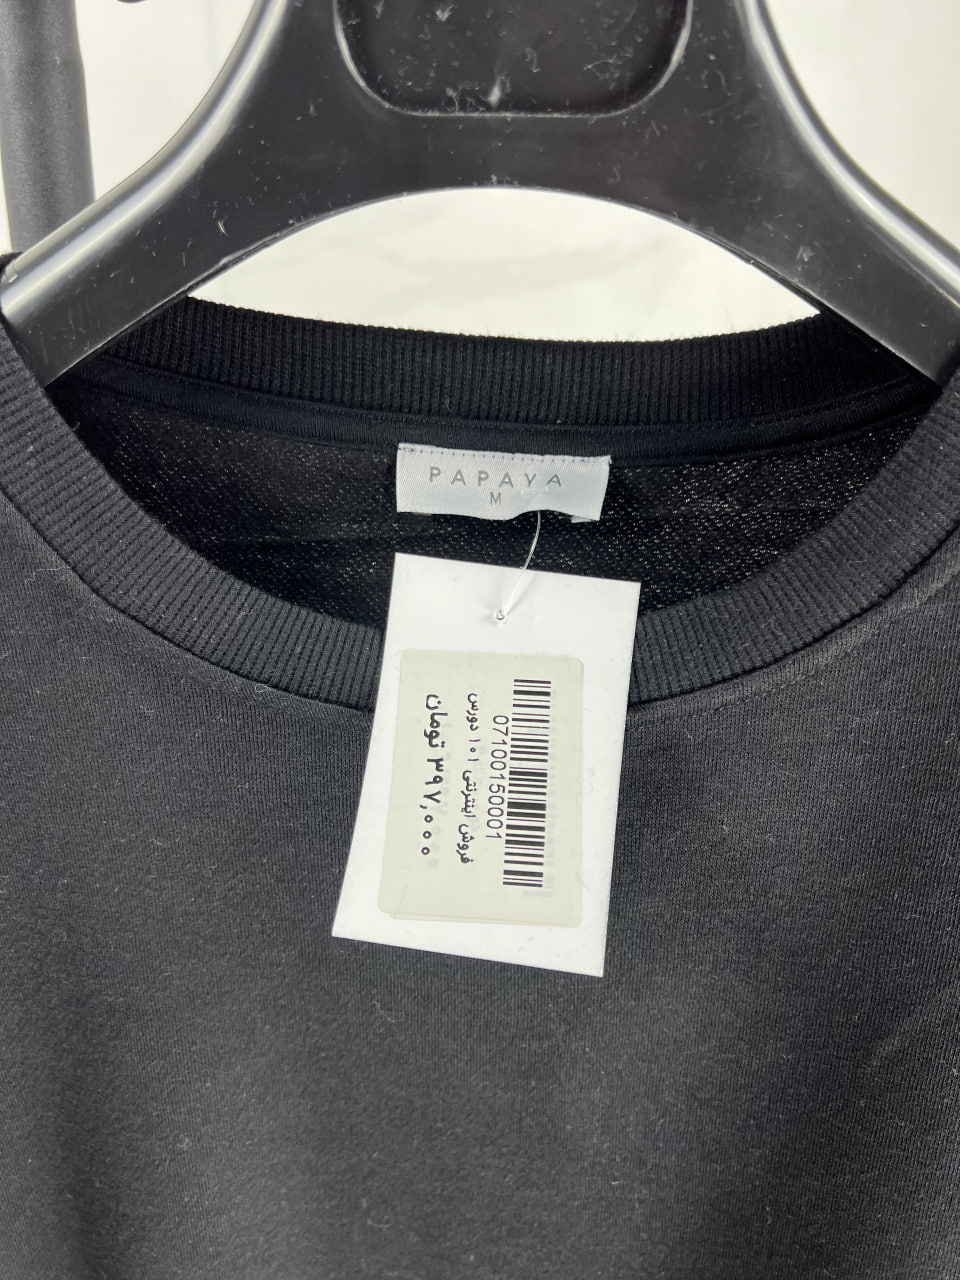 PAPAYA
M
07100150001
فروش اینترنتی ۱۰۱ دورس
۳۹۷,۰۰۰ تومان